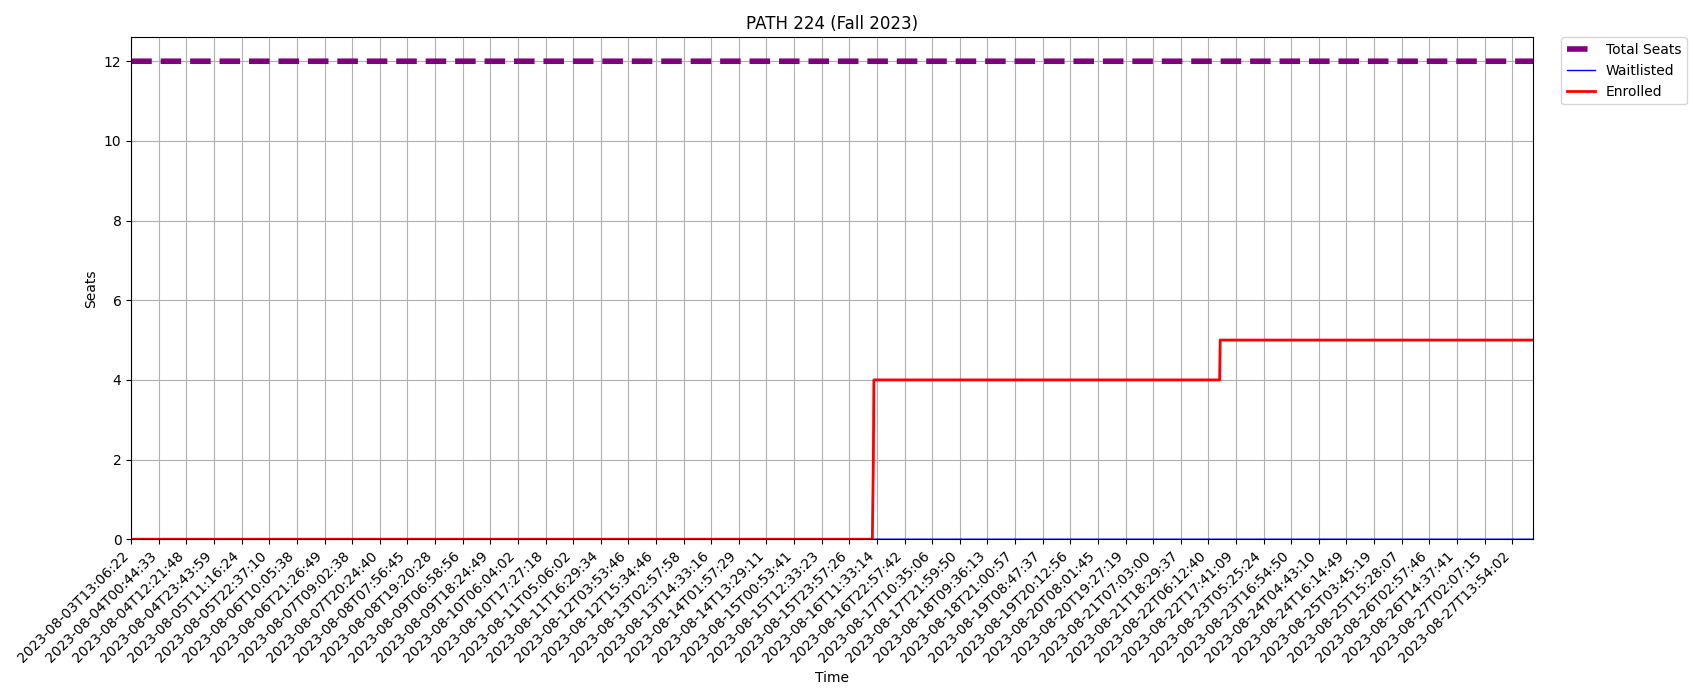 PATH 224 (Fall 2023)
Total Seats
Waitlisted
Enrolled
Seats
12
10
8
6
4
2
0
2023-08-03T13:06:22
2023-08-04T00:44:33
2023-08-04T12:21:48
2023-08-04T23:43:59
2023-08-05T11:16:24
2023-08-05T22:37:10
2023-08-06T10:05:38
2023-08-06T21:26:49
2023-08-07T09:02:38
2023-08-07T20:24:40
2023-08-08T07:56:45
2023-08-08T19:20:28
2023-08-09T06:58:56
2023-08-09T18:24:49
2023-08-10T06:04:02
2023-08-10T17:27:18
2023-08-11T05:06:02
2023-08-11T16:29:34
2023-08-12T03:53:46
2023-08-12T15:34:46
2023-08-13T02:57:58
2023-08-13T14:33:16
2023-08-14T01:57:29
2023-08-14T13:29:11
2023-08-15T00:53:41
2023-08-15T12:33:23
2023-08-15T23:57:26
2023-08-16T11:33:14
2023-08-16T22:57:42
2023-08-17T10:35:06
2023-08-17T21:59:50
2023-08-18T09:36:13
2023-08-18T21:00:57
2023-08-19T08:47:37
2023-08-19T20:12:56
2023-08-20T08:01:45
2023-08-20T19:27:19
2023-08-21T07:03:00
2023-08-21T18:29:37
2023-08-22T06:12:40
2023-08-22T17:41:09
2023-08-23T05:25:24
2023-08-23T16:54:50
2023-08-24T04:43:10
2023-08-24T16:14:49
2023-08-25T03:45:19
2023-08-25T15:28:07
2023-08-26T02:57:46
2023-08-26T14:37:41
2023-08-27T02:07:15
2023-08-27T13:54:02
Time